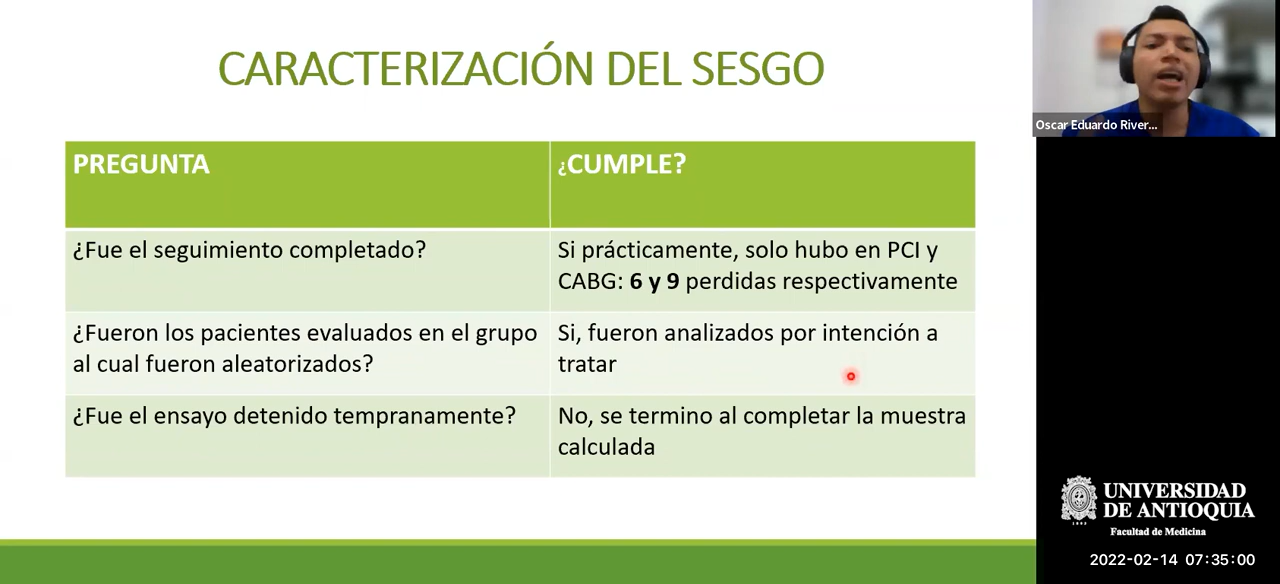 CARACTERIZACIÓN DEL SESGO
PREGUNTA
¿CUMPLE?
¿Fue el seguimiento completado?
Si prácticamente, solo hubo en PCI y
CABG: 6 y 9 perdidas respectivamente
¿Fueron los pacientes evaluados en el grupo
al cual fueron aleatorizados?
Si, fueron analizados por intención a
tratar
¿Fue el ensayo detenido tempranamente?
No, se termino al completar la muestra
calculada
Oscar Eduardo River...
UNIVERSIDAD
DE ANTIOQUIA
1803
Facultad de Medicina
2022-02-14 07:35:00